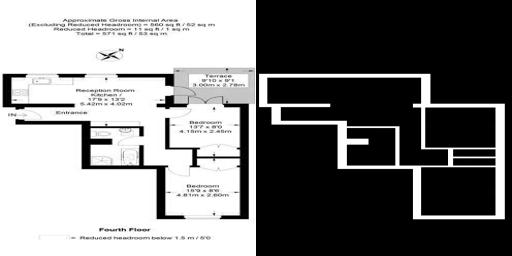 Approximate Gross Internal Area
(Excluding Reduced Headroom) = 560 sq ft / 52 sq m
Reduced Headroom = 11 sq ft / 1 sq m
Total = 571 sq ft / 53 sq m
N
Terrace
9'10 x 9'1
3.00m x 2.78m
Reception Room
Kitchen /
17'9 x 13'2
5.42m x 4.02m
IN
Entrance
Bedroom
13'7 x 8'0
4.15m x 2.45m
Bedroom
15'9 x 8'6
4.81m x 2.60m
Fourth Floor
= Reduced headroom below 1.5 m / 5'0